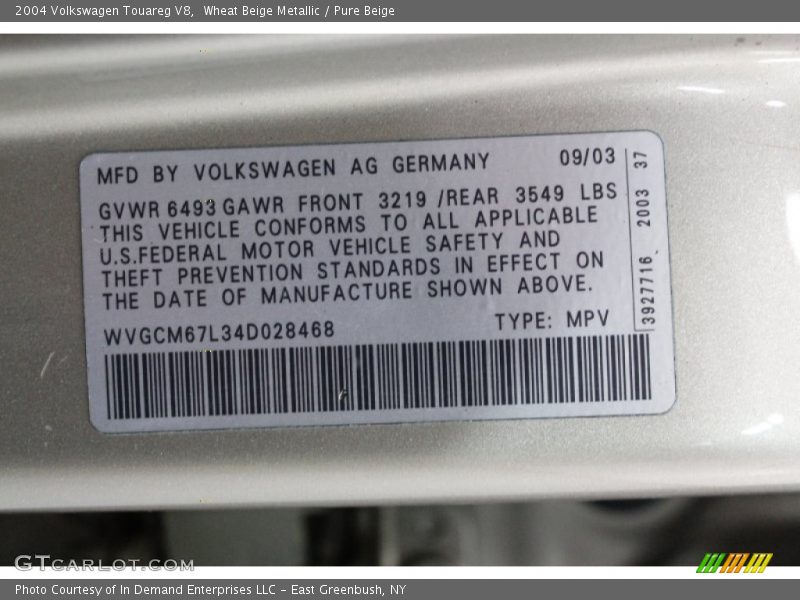 2004 Volkswagen Touareg V8, Wheat Beige Metallic / Pure Beige
MFD BY VOLKSWAGEN AG GERMANY 09/03
GVWR 6493 GAWR FRONT 3219 /REAR 3549 LBS
THIS VEHICLE CONFORMS TO ALL APPLICABLE
U.S.FEDERAL MOTOR VEHICLE SAFETY AND
THEFT PREVENTION STANDARDS IN EFFECT ON
THE DATE OF MANUFACTURE SHOWN ABOVE.
WVGCM67L34D028468 TYPE: MPV
3927716 2003 37
GTcarlot.com
Photo Courtesy of In Demand Enterprises LLC - East Greenbush, NY